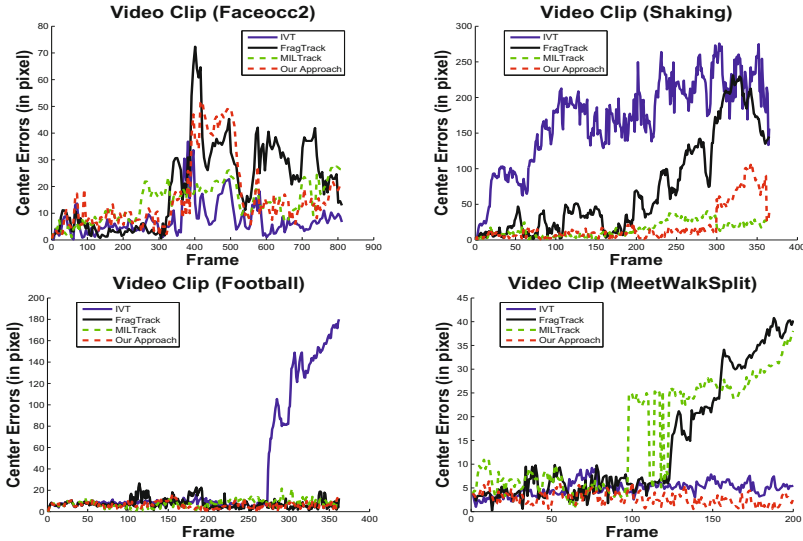 Video Clip (Faceocc2)
Center Errors (in pixel)
80
70
60
50
40
30
20
10
0
IVT
FragTrack
MILTrack
Our Approach
0 100 200 300 400 500 600 700 800 900
Frame
Video Clip (Shaking)
Center Errors (in pixel)
300
250
200
150
100
50
0
IVT
FragTrack
MILTrack
Our Approach
0 50 100 150 200 250 300 350 400
Frame
Video Clip (Football)
Center Errors (in pixel)
200
180
160
140
120
100
80
60
40
20
0
IVT
FragTrack
MILTrack
Our Approach
0 50 100 150 200 250 300 350 400
Frame
Video Clip (MeetWalkSplit)
Center Errors (in pixel)
45
40
35
30
25
20
15
10
5
0
IVT
FragTrack
MILTrack
Our Approach
0 50 100 150 200
Frame